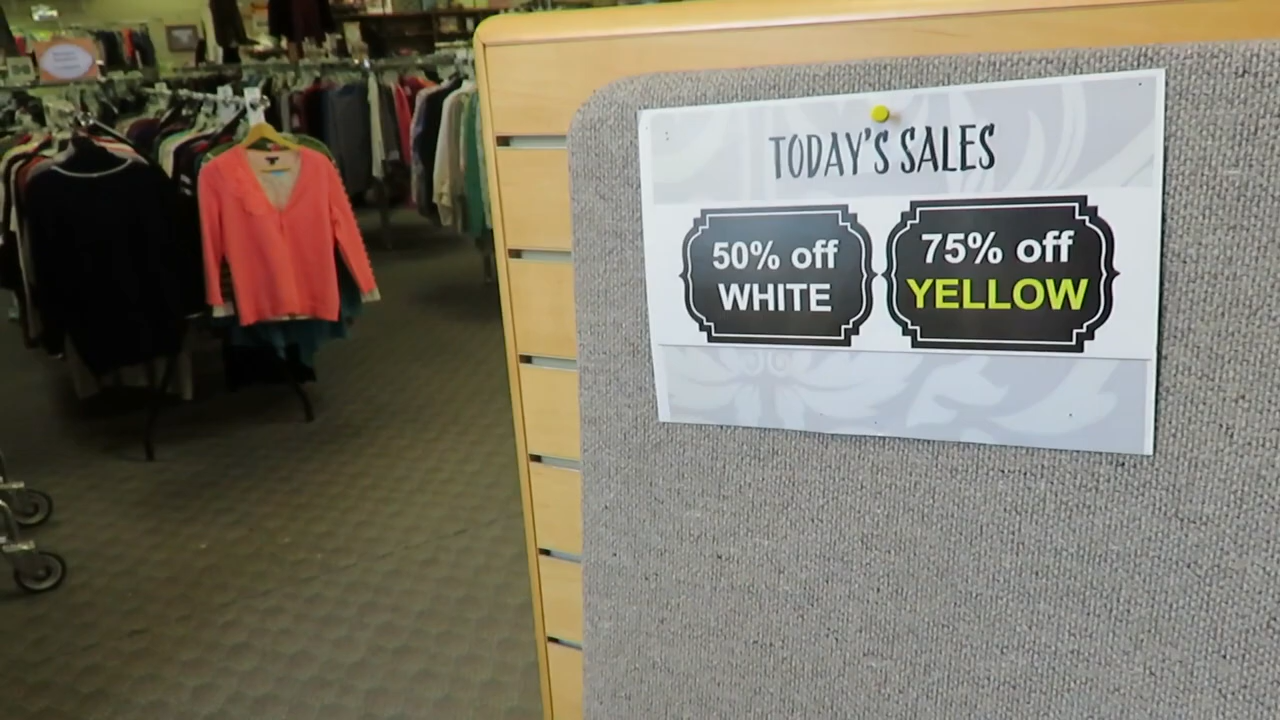 TODAY'S SALES
50% off
WHITE
75% off
YELLOW